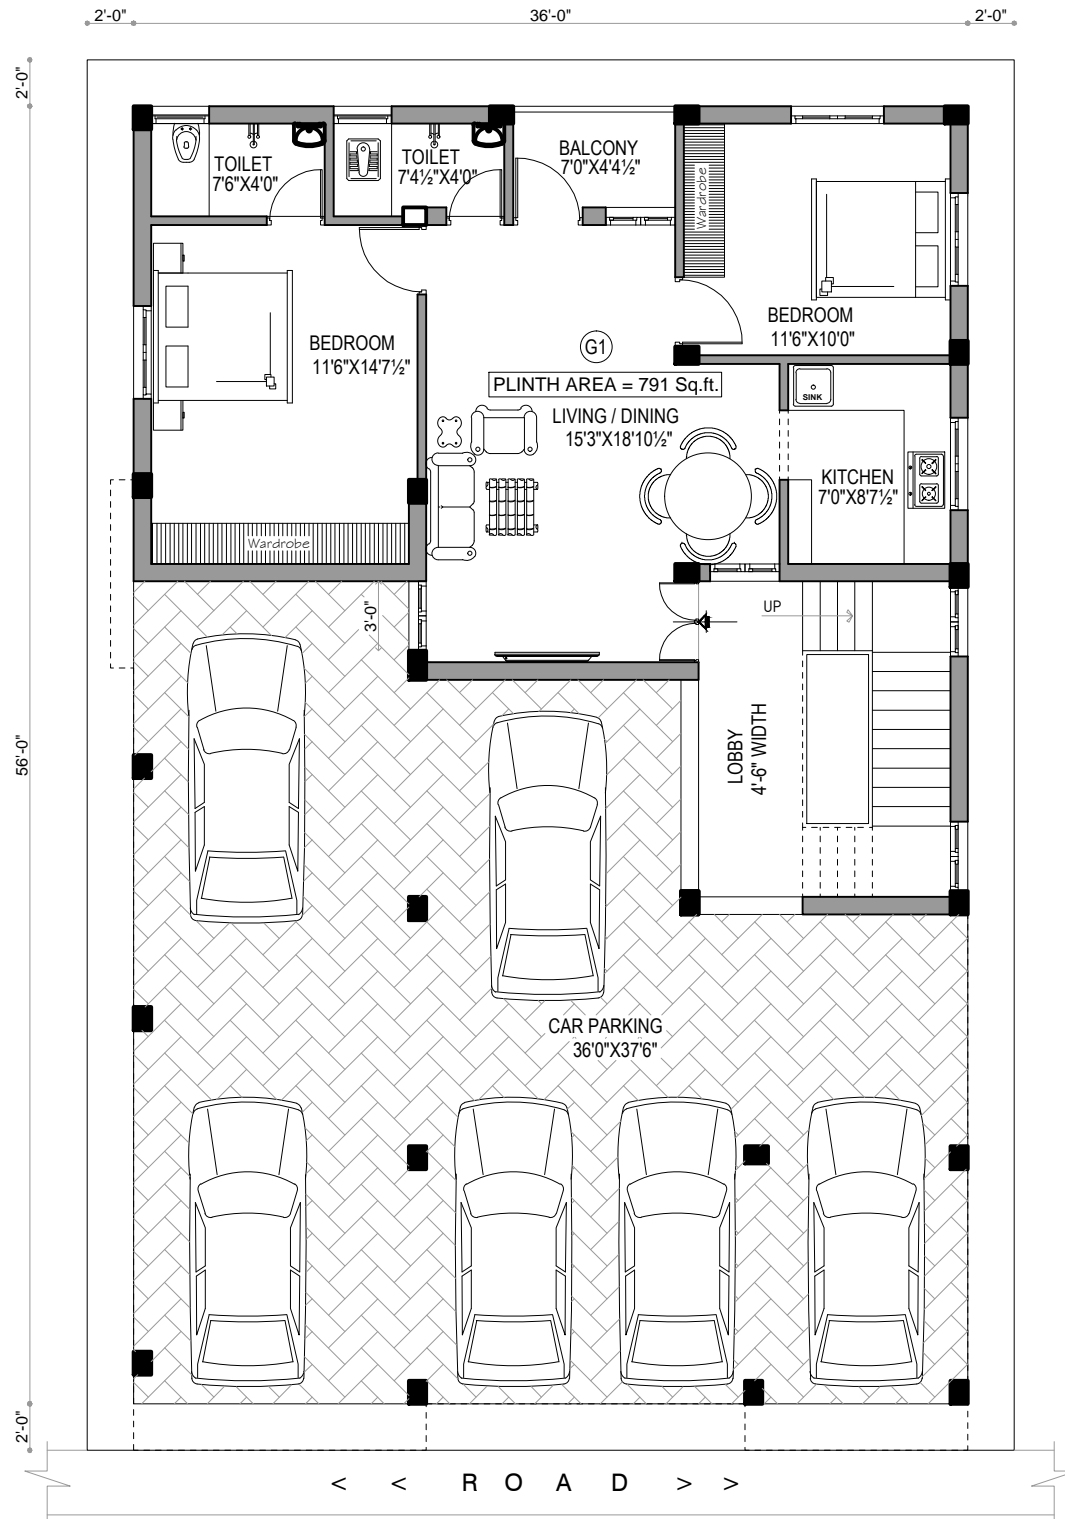 2'-0"
36'-0"
2'-0"
2'-0"
TOILET
7'6"X4'0"
TOILET
7'4½"X4'0"
BALCONY
7'0"X4'4½"
Wardrobe
BEDROOM
11'6"X14'7½"
BEDROOM
11'6"X10'0"
G1
PLINTH AREA = 791 Sq.ft.
LIVING / DINING
15'3"X18'10½"
SINK
KITCHEN
7'0"X8'7½"
Wardrobe
3'-0"
UP
LOBBY
4'-6" WIDTH
56'-0"
CAR PARKING
36'0"X37'6"
2'-0"
< < R O A D > >